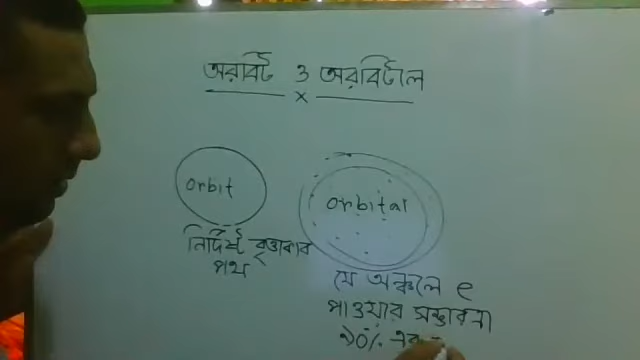 অরবিট ও অরবিটাল
x
orbit
orbital
নির্দিষ্ট বৃত্তাকার
পথ
যে অঞ্চলে e
পাওয়ার সম্ভাবনা
৯০% এর